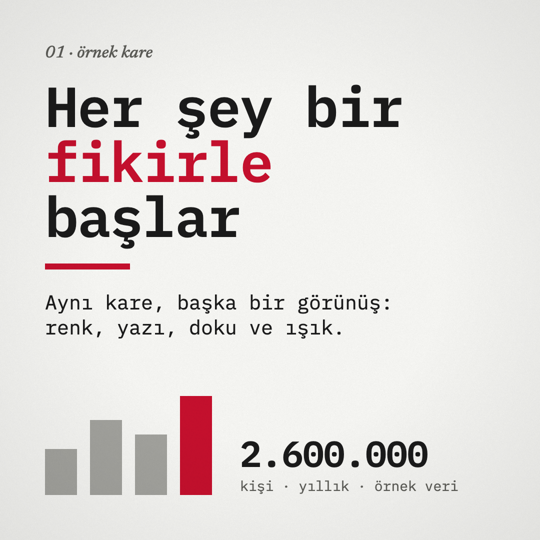 01 · örnek kare
Her şey bir
fikirle
başlar
Aynı kare, başka bir görünüş:
renk, yazı, doku ve ışık.
2.600.000
kişi · yıllık · örnek veri